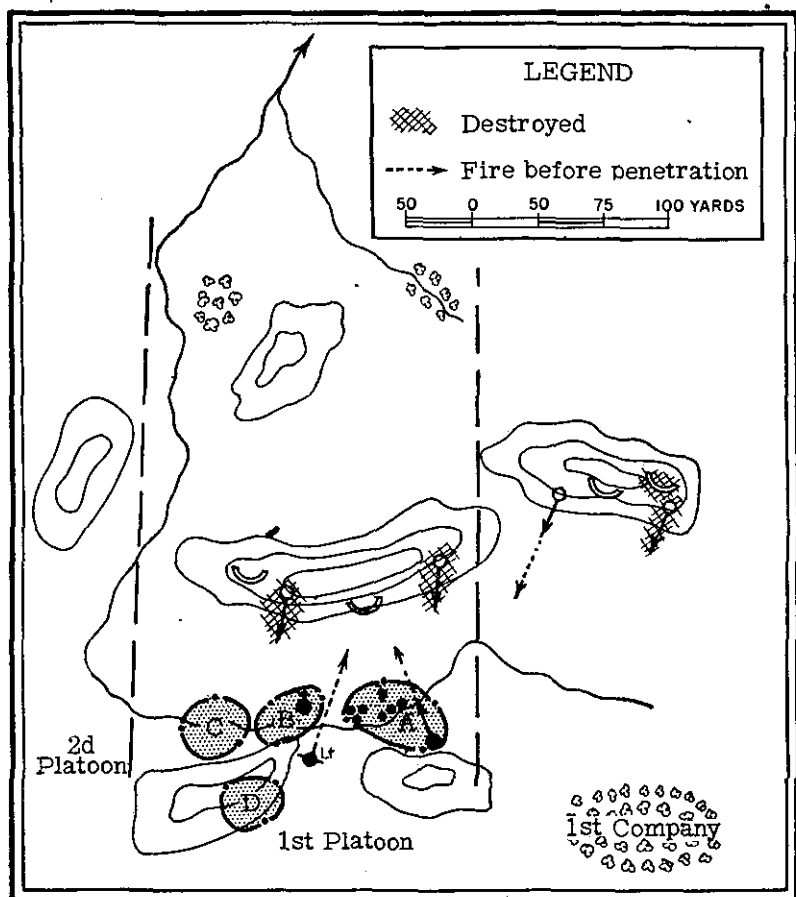 LEGEND
Destroyed
Fire before penetration
50 0 50 75 100 YARDS
C
B
A
Lt
D
2d
Platoon
1st Platoon
1st Company